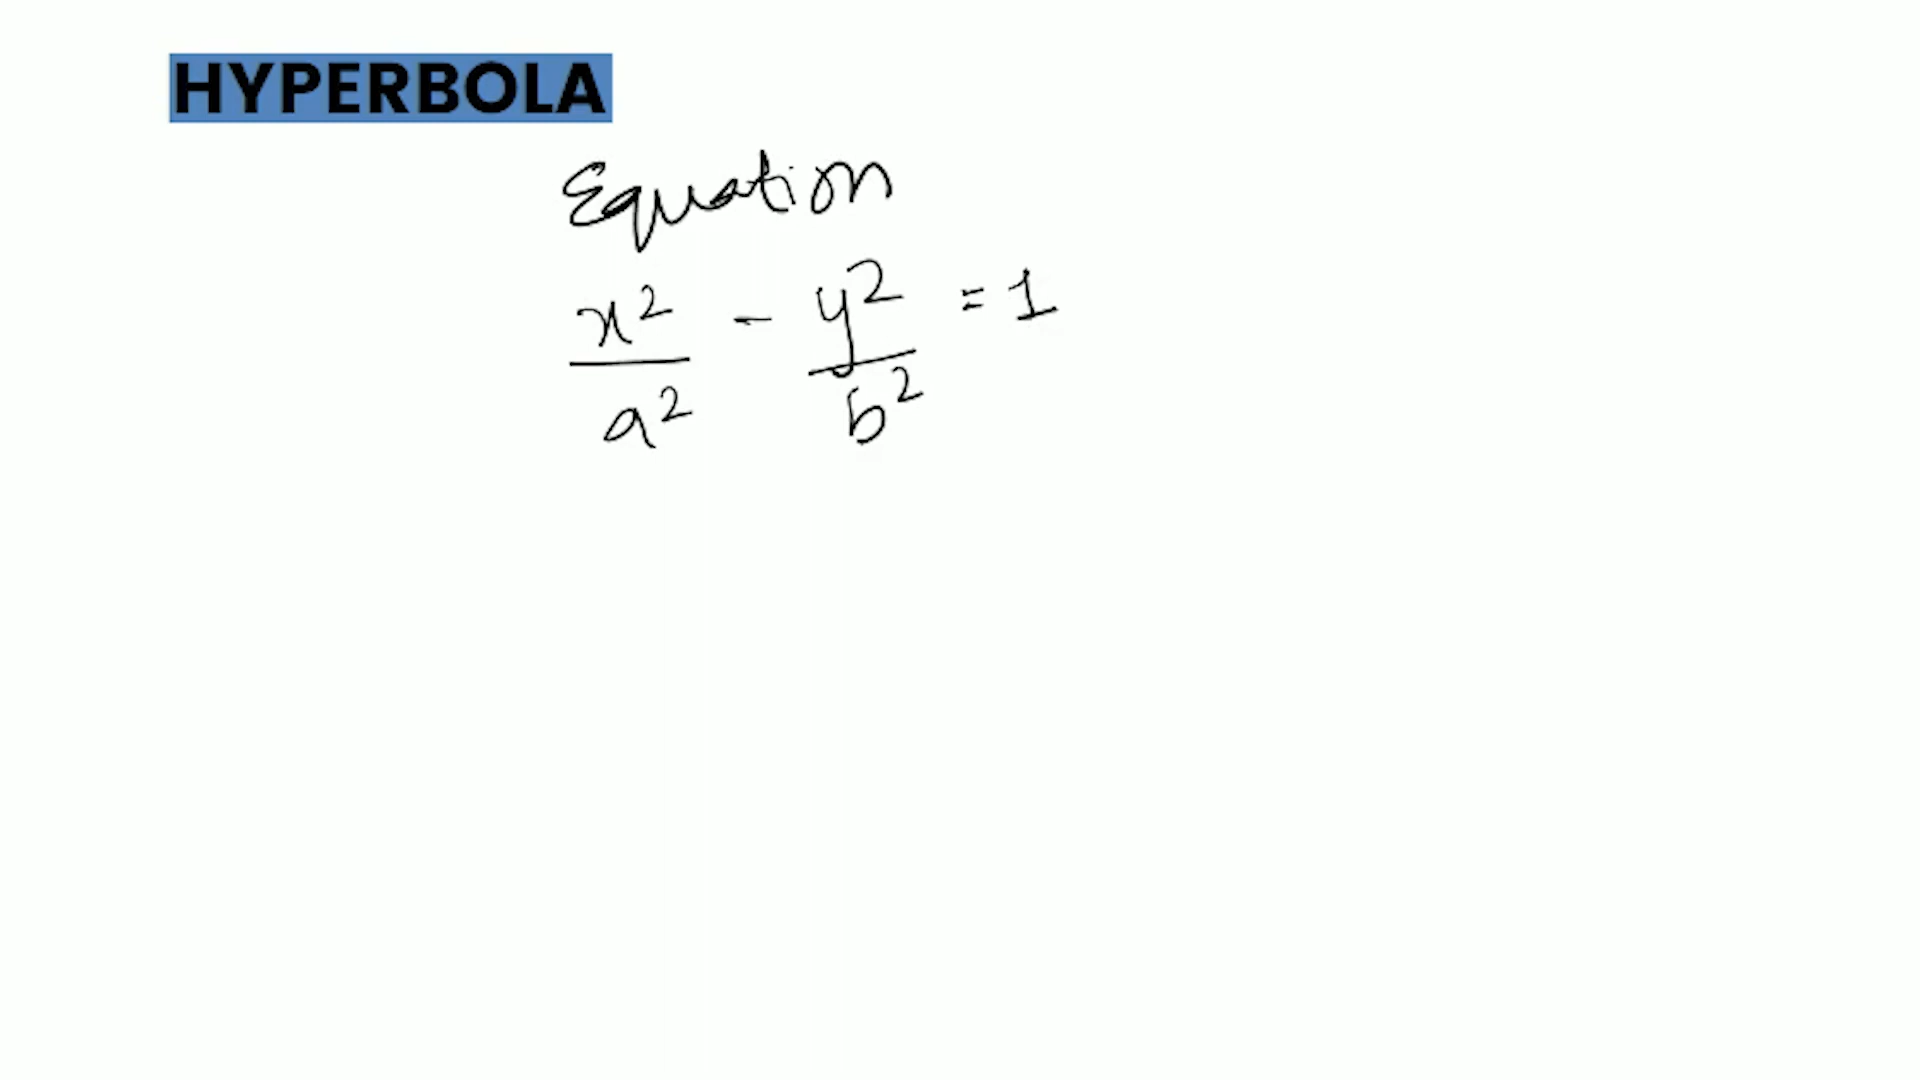 HYPERBOLA
Equation
x²/a² - y²/b² = 1